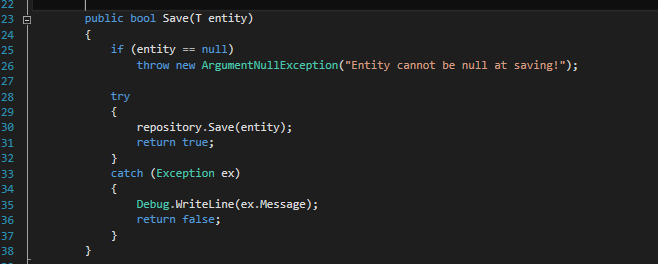 22
23 public bool Save(T entity)
24 {
25 if (entity == null)
26 throw new ArgumentNullException("Entity cannot be null at saving!");
27
28 try
29 {
30 repository.Save(entity);
31 return true;
32 }
33 catch (Exception ex)
34 {
35 Debug.WriteLine(ex.Message);
36 return false;
37 }
38 }